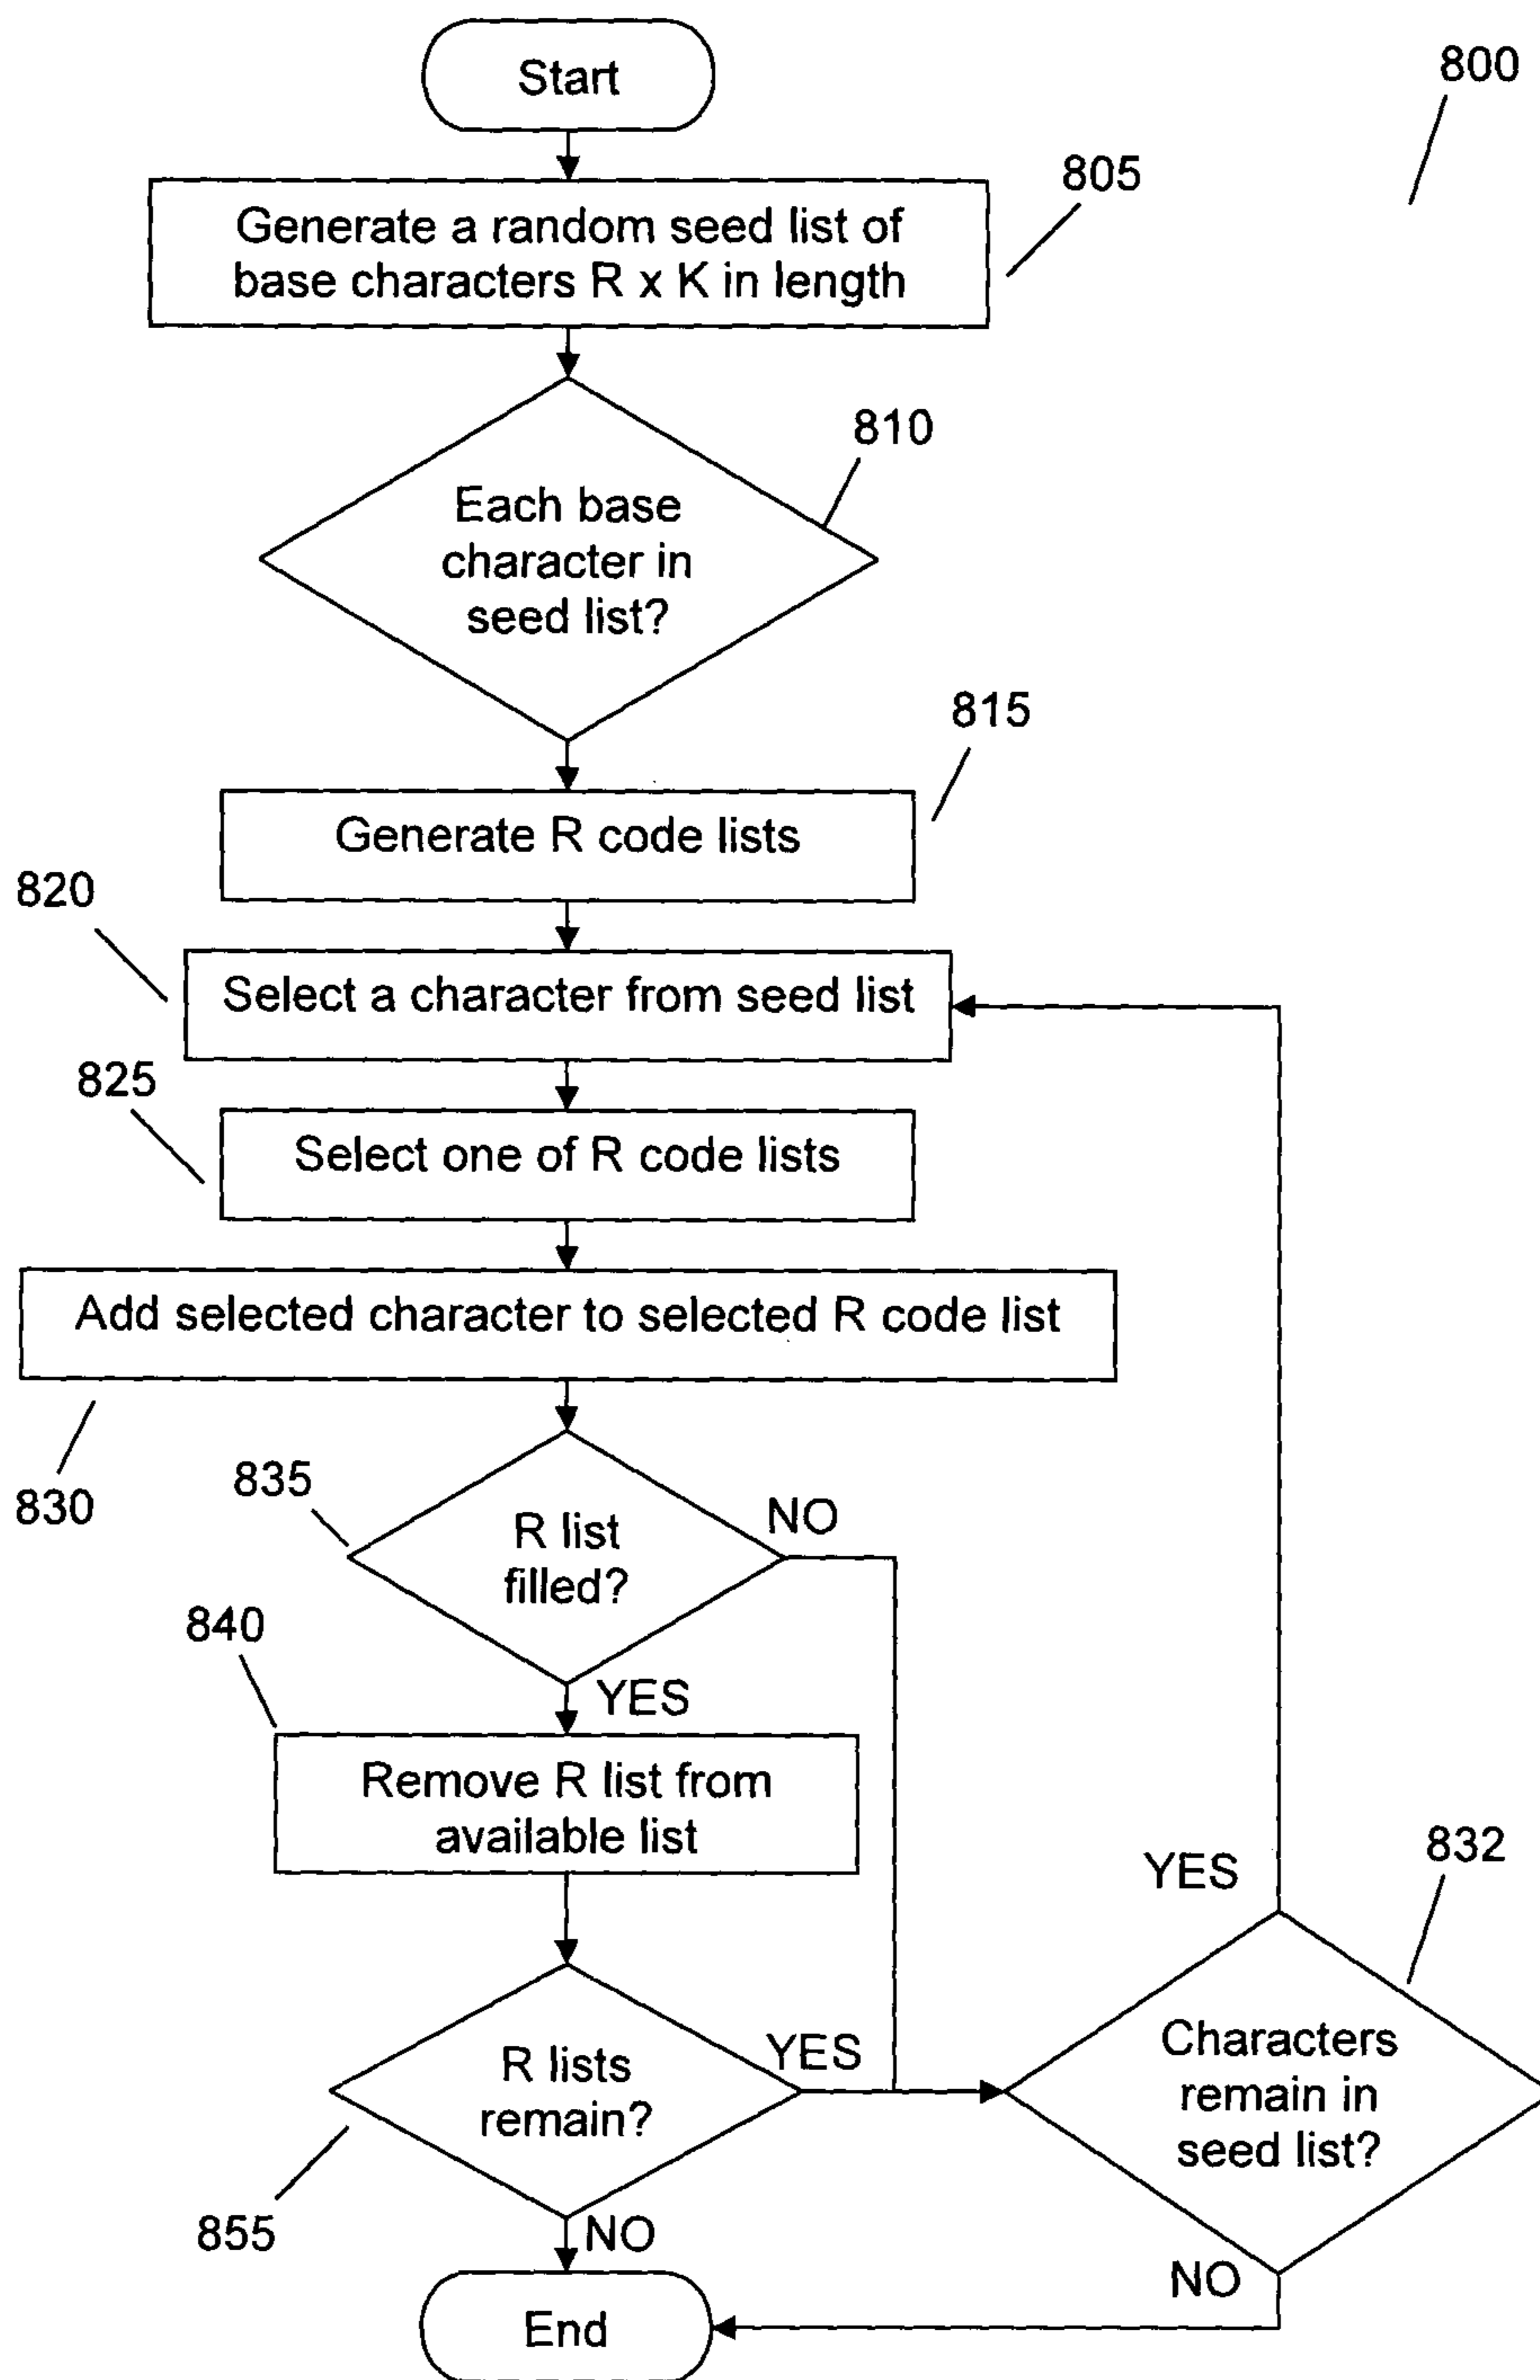 Start
800
805
Generate a random seed list of
base characters R x K in length
810
Each base
character in
seed list?
815
Generate R code lists
820
Select a character from seed list
825
Select one of R code lists
Add selected character to selected R code list
830
835
NO
R list
filled?
840
YES
Remove R list from
available list
832
YES
Characters
remain in
seed list?
YES
R lists
remain?
855
NO
NO
End